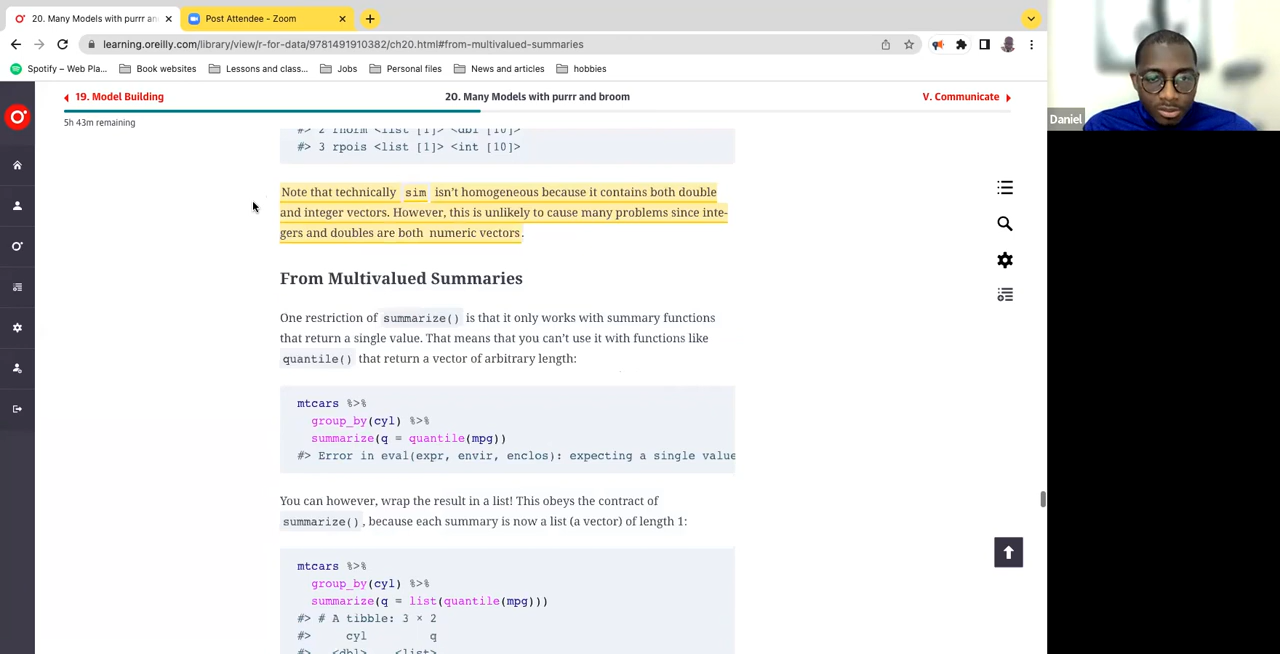 20. Many Models with purrr and
Post Attendee - Zoom
learning.oreilly.com/library/view/r-for-data/9781491910382/ch20.html#from-multivalued-summaries
Spotify – Web Pla...
Book websites
Lessons and class...
Jobs
Personal files
News and articles
hobbies
19. Model Building
20. Many Models with purrr and broom
V. Communicate
5h 43m remaining
#> 2 rnorm <list [1]> <dbl [10]>
#> 3 rpois <list [1]> <int [10]>
Note that technically sim isn't homogeneous because it contains both double
and integer vectors. However, this is unlikely to cause many problems since inte-
gers and doubles are both numeric vectors.
From Multivalued Summaries
One restriction of summarize() is that it only works with summary functions
that return a single value. That means that you can't use it with functions like
quantile() that return a vector of arbitrary length:
mtcars %>%
group_by(cyl) %>%
summarize(q = quantile(mpg))
#> Error in eval(expr, envir, enclos): expecting a single value
You can however, wrap the result in a list! This obeys the contract of
summarize(), because each summary is now a list (a vector) of length 1:
mtcars %>%
group_by(cyl) %>%
summarize(q = list(quantile(mpg)))
#> # A tibble: 3 × 2
#> cyl q
#> <dbl> <list>
Daniel